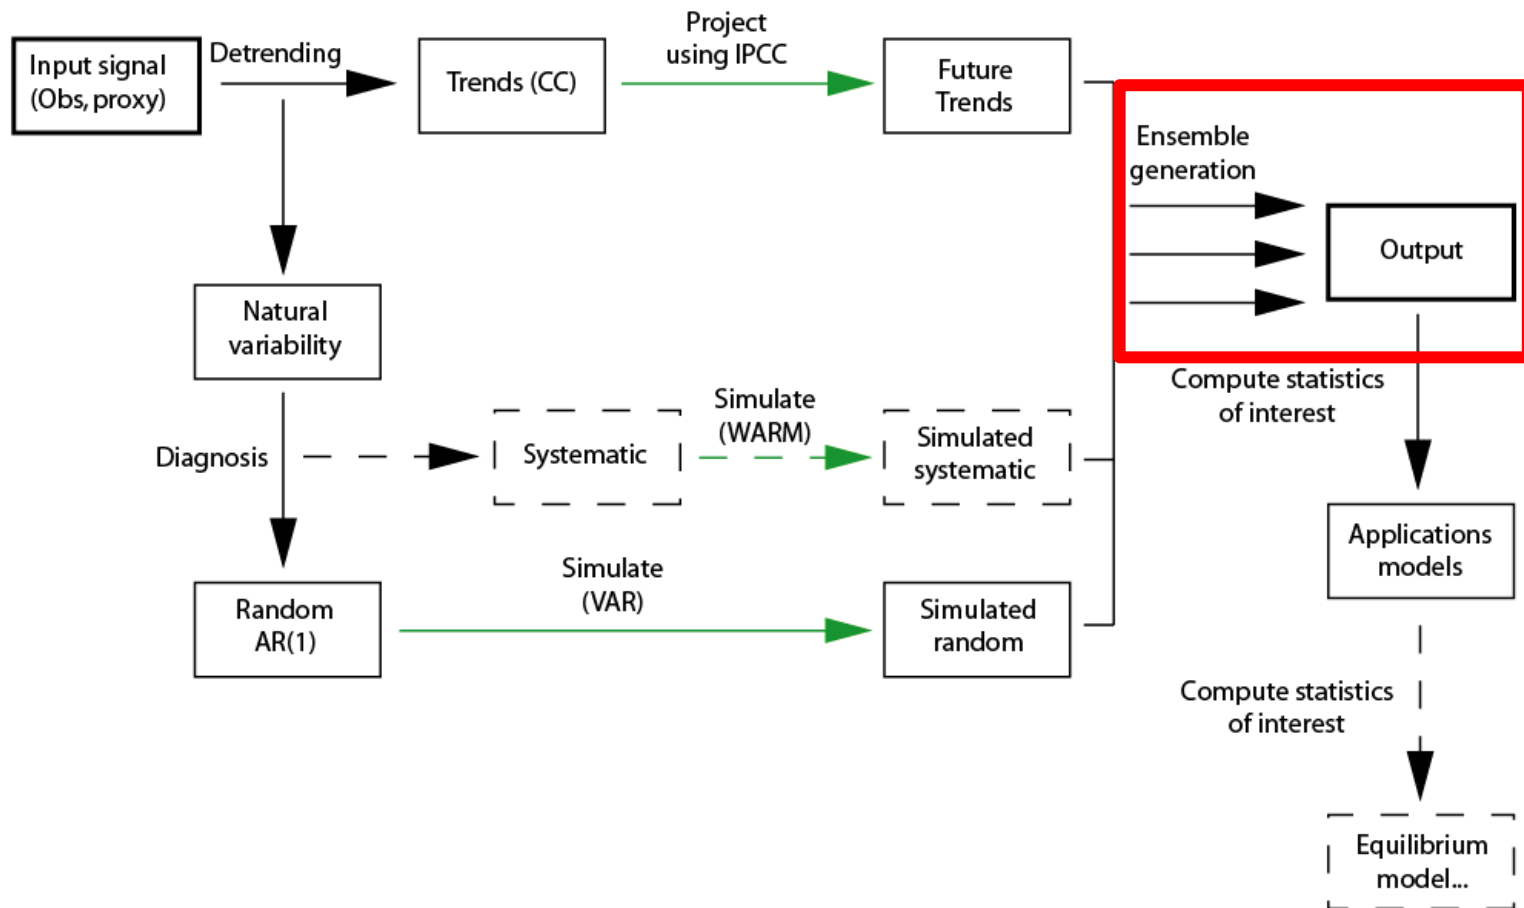 Input signal
(Obs, proxy)
Detrending
Trends (CC)
Project
using IPCC
Future
Trends
Ensemble
generation
Output
Natural
variability
Compute statistics
of interest
Diagnosis
Systematic
Simulate
(WARM)
Simulated
systematic
Applications
models
Random
AR(1)
Simulate
(VAR)
Simulated
random
Compute statistics
of interest
Equilibrium
model...